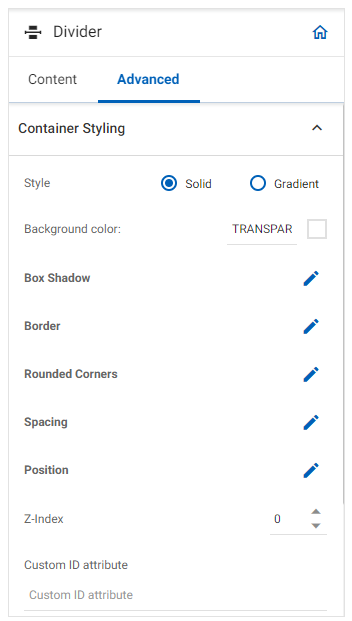 Divider
Content Advanced
Container Styling
Style Solid Gradient
Background color: TRANSPAR
Box Shadow
Border
Rounded Corners
Spacing
Position
Z-Index 0
Custom ID attribute
Custom ID attribute